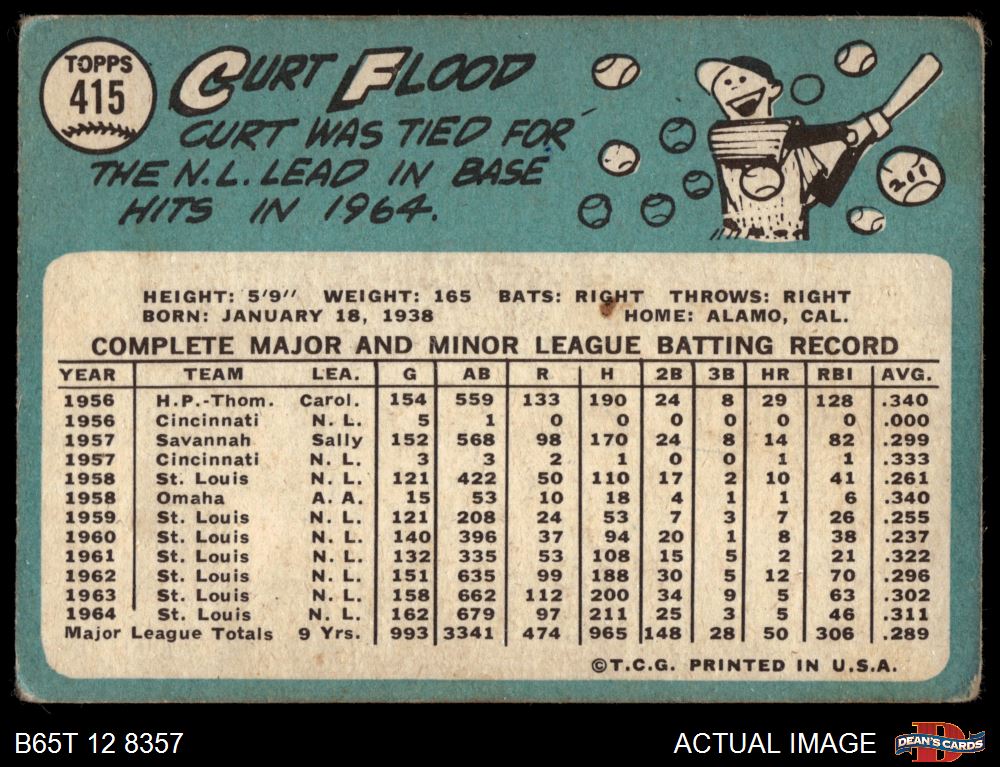 TOPPS
415
CURT FLOOD
CURT WAS TIED FOR
THE N.L. LEAD IN BASE
HITS IN 1964.
211
HEIGHT: 5'9" WEIGHT: 165 BATS: RIGHT THROWS: RIGHT
BORN: JANUARY 18, 1938 HOME: ALAMO, CAL.
COMPLETE MAJOR AND MINOR LEAGUE BATTING RECORD
YEAR TEAM LEA. G AB R H 2B 3B HR RBI AVG.
1956 H.P.-Thom. Carol. 154 559 133 190 24 8 29 128 .340
1956 Cincinnati N. L. 5 1 0 0 0 0 0 0 .000
1957 Savannah Sally 152 568 98 170 24 8 14 82 .299
1957 Cincinnati N. L. 3 3 2 1 0 0 1 1 .333
1958 St. Louis N. L. 121 422 50 110 17 2 10 41 .261
1958 Omaha A. A. 15 53 10 18 4 1 1 6 .340
1959 St. Louis N. L. 121 208 24 53 7 3 7 26 .255
1960 St. Louis N. L. 140 396 37 94 20 1 8 38 .237
1961 St. Louis N. L. 132 335 53 108 15 5 2 21 .322
1962 St. Louis N. L. 151 635 99 188 30 5 12 70 .296
1963 St. Louis N. L. 158 662 112 200 34 9 5 63 .302
1964 St. Louis N. L. 162 679 97 211 25 3 5 46 .311
Major League Totals 9 Yrs. 993 3341 474 965 148 28 50 306 .289
©T.C.G. PRINTED IN U.S.A.
B65T 12 8357 ACTUAL IMAGE DEAN'S CARDS